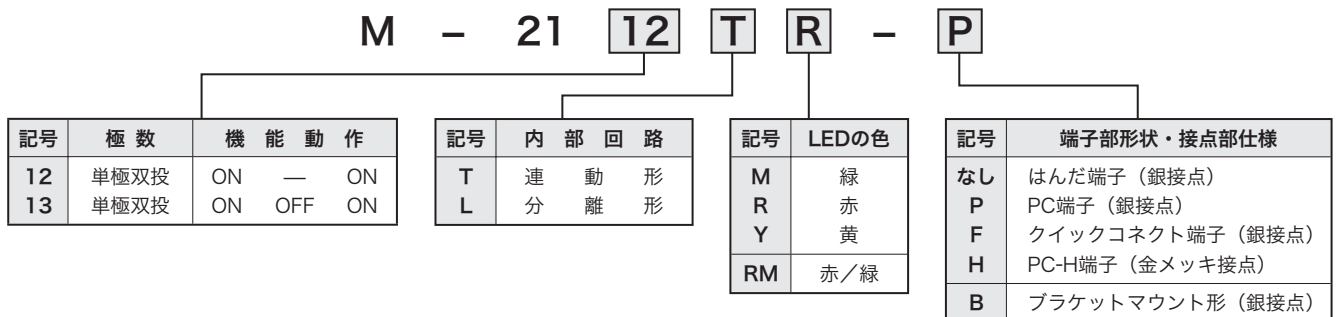 M – 21 12 T R – P
記号 極数 機能動作
12 単極双投 ON — ON
13 単極双投 ON OFF ON
記号 内部回路
T 連動形
L 分離形
記号 LEDの色
M 緑
R 赤
Y 黄
RM 赤／緑
記号 端子部形状・接点部仕様
なし はんだ端子（銀接点）
P PC端子（銀接点）
F クイックコネクト端子（銀接点）
H PC-H端子（金メッキ接点）
B ブラケットマウント形（銀接点）